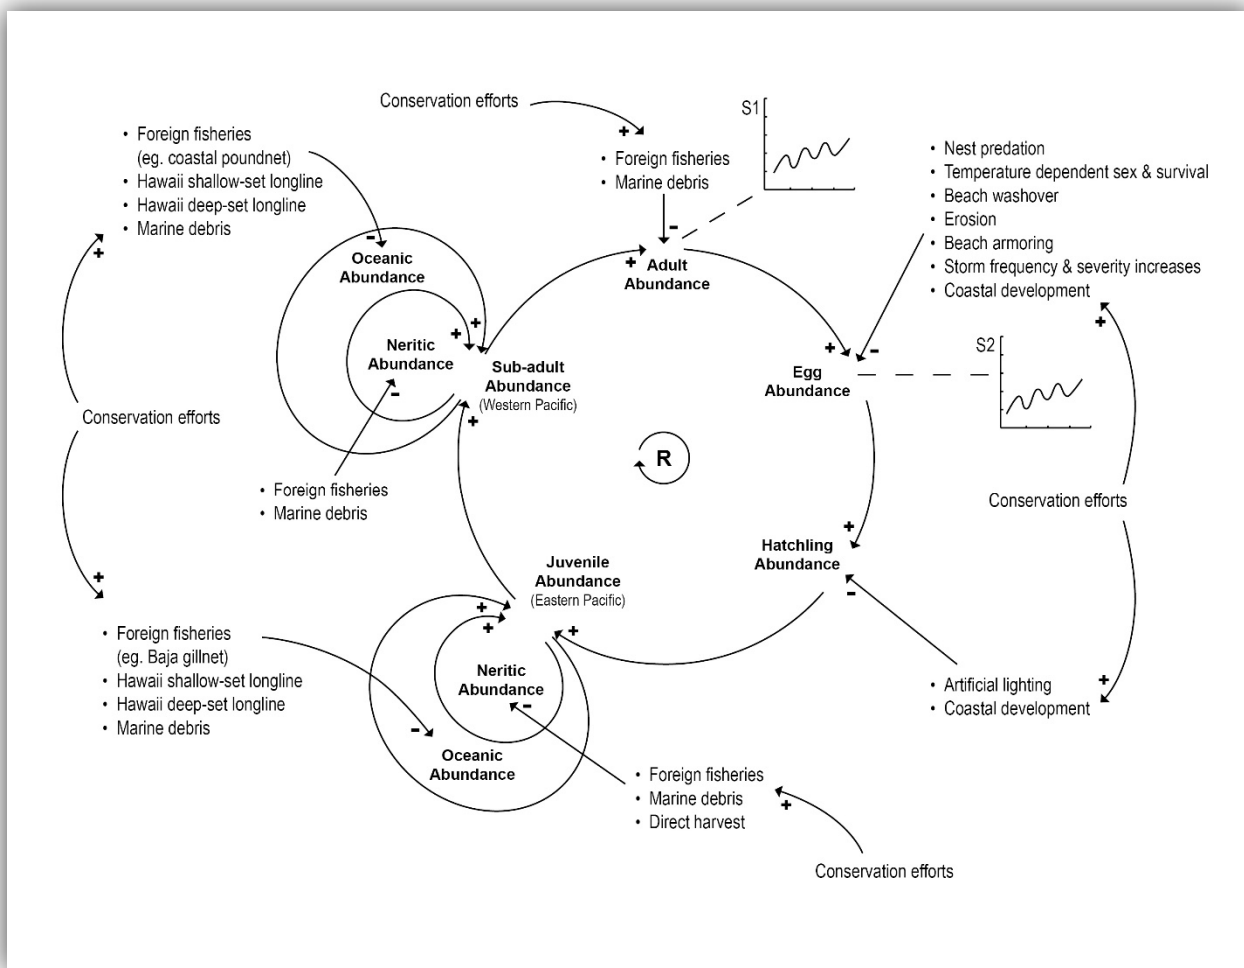 Conservation efforts
• Foreign fisheries
(eg. coastal poundnet)
• Hawaii shallow-set longline
• Hawaii deep-set longline
• Marine debris
+
• Foreign fisheries
• Marine debris
-
S1
• Nest predation
• Temperature dependent sex & survival
• Beach washover
• Erosion
• Beach armoring
• Storm frequency & severity increases
• Coastal development
+
-
Oceanic
Abundance
+
Adult
Abundance
+
+
Neritic
Abundance
-
Sub-adult
Abundance
(Western Pacific)
+
+
-
Egg
Abundance
S2
+
Conservation efforts
+
R
• Foreign fisheries
• Marine debris
Conservation efforts
+
Hatchling
Abundance
-
Juvenile
Abundance
(Eastern Pacific)
+
+
+
+
• Foreign fisheries
(eg. Baja gillnet)
• Hawaii shallow-set longline
• Hawaii deep-set longline
• Marine debris
Neritic
Abundance
-
-
Oceanic
Abundance
+
• Artificial lighting
• Coastal development
• Foreign fisheries
• Marine debris
• Direct harvest
+
Conservation efforts